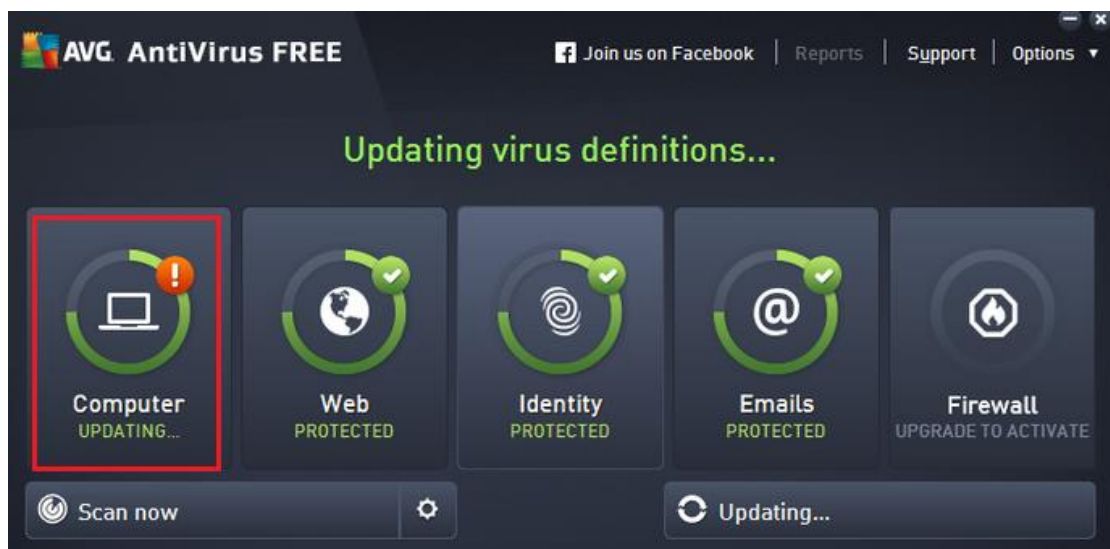 AVG. AntiVirus FREE
Join us on Facebook | Reports | Support | Options
Updating virus definitions...
Computer
UPDATING...
Web
PROTECTED
Identity
PROTECTED
Emails
PROTECTED
Firewall
UPGRADE TO ACTIVATE
Scan now
Updating...